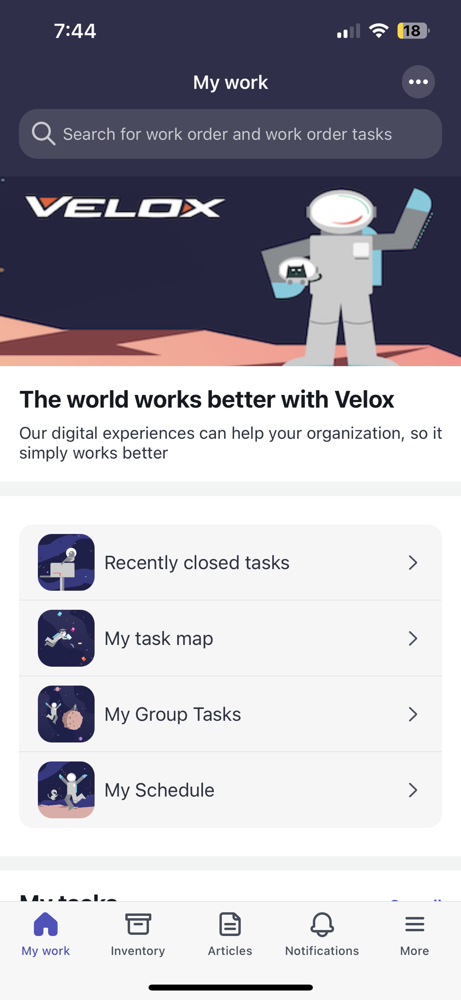 7:44
18
My work
Search for work order and work order tasks
VELOX
The world works better with Velox
Our digital experiences can help your organization, so it
simply works better
Recently closed tasks
My task map
My Group Tasks
My Schedule
My tasks
My work
Inventory
Articles
Notifications
More